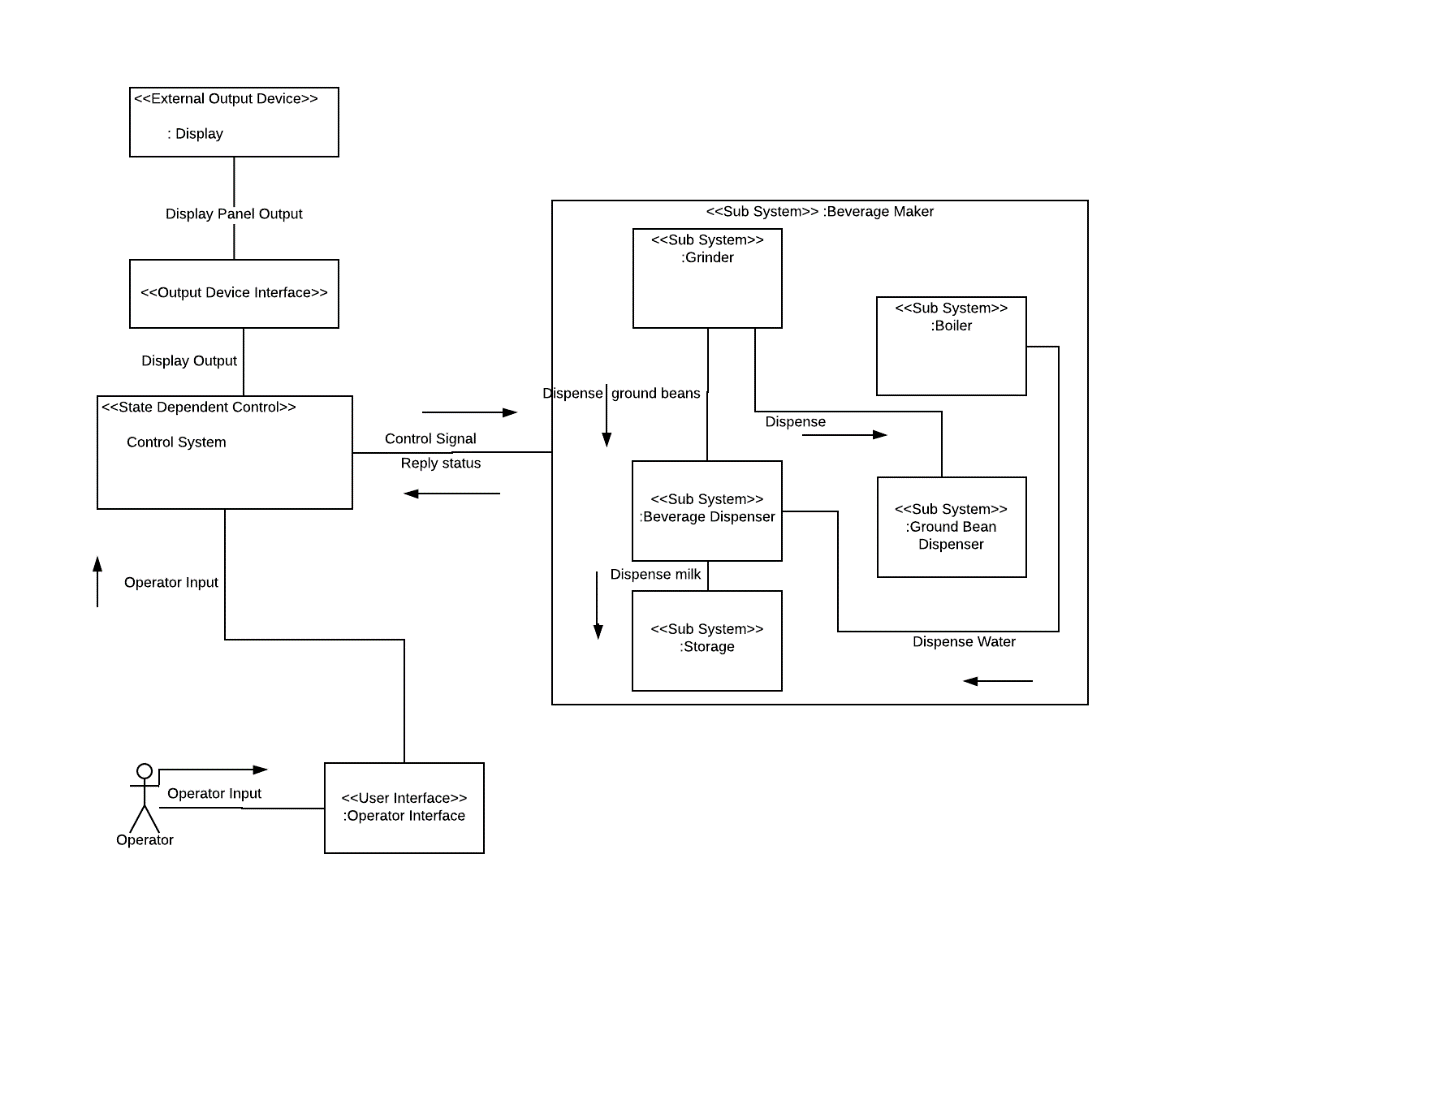 <<External Output Device>>
: Display
Display Panel Output
<<Output Device Interface>>
Display Output
<<State Dependent Control>>
Control System
Control Signal
Reply status
Operator Input
Operator Input
Operator
<<User Interface>>
:Operator Interface
<<Sub System>> :Beverage Maker
<<Sub System>>
:Grinder
<<Sub System>>
:Boiler
Dispense ground beans
Dispense
<<Sub System>>
:Beverage Dispenser
<<Sub System>>
:Ground Bean
Dispenser
Dispense milk
<<Sub System>>
:Storage
Dispense Water